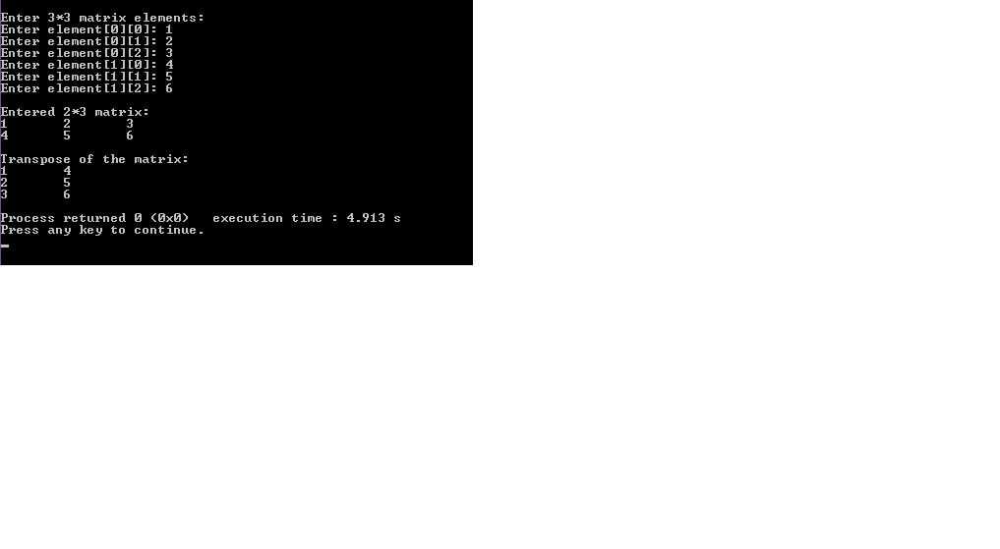 Enter 3*3 matrix elements:
Enter element[0][0]: 1
Enter element[0][1]: 2
Enter element[0][2]: 3
Enter element[1][0]: 4
Enter element[1][1]: 5
Enter element[1][2]: 6
Entered 2*3 matrix:
1 2 3
4 5 6
Transpose of the matrix:
1 4
2 5
3 6
Process returned 0 (0x0) execution time : 4.913 s
Press any key to continue.